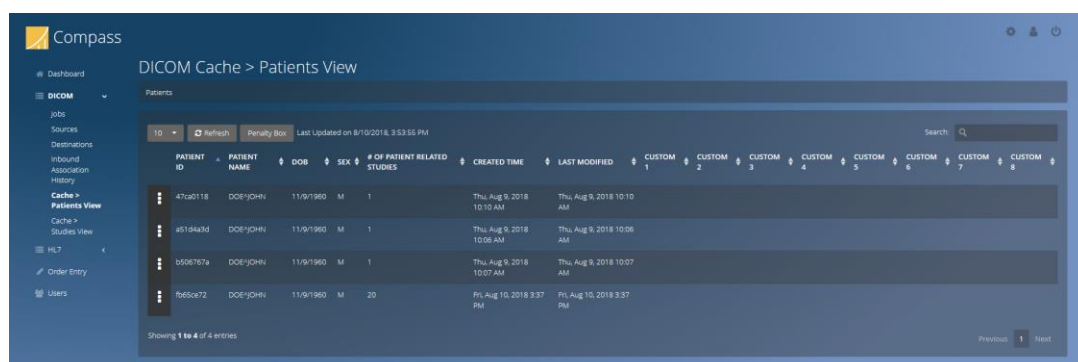 Compass
Dashboard
DICOM
Jobs
Sources
Destinations
Inbound
Association
History
Cache >
Patients View
Cache >
Studies View
HL7
Order Entry
Users
DICOM Cache > Patients View
Patients
10 Refresh Penalty Box Last Updated on 8/10/2018, 3:53:55 PM Search:
PATIENT ID PATIENT NAME DOB SEX # OF PATIENT RELATED STUDIES CREATED TIME LAST MODIFIED CUSTOM 1 CUSTOM 2 CUSTOM 3 CUSTOM 4 CUSTOM 5 CUSTOM 6 CUSTOM 7 CUSTOM 8
47ca0118 DOE^JOHN 11/9/1960 M 1 Thu, Aug 9, 2018 10:10 AM Thu, Aug 9, 2018 10:10 AM
a51d4a3d DOE^JOHN 11/9/1960 M 1 Thu, Aug 9, 2018 10:06 AM Thu, Aug 9, 2018 10:06 AM
b506767a DOE^JOHN 11/9/1960 M 1 Thu, Aug 9, 2018 10:07 AM Thu, Aug 9, 2018 10:07 AM
fb65ce72 DOE^JOHN 11/9/1960 M 20 Fri, Aug 10, 2018 3:37 PM Fri, Aug 10, 2018 3:37 PM
Showing 1 to 4 of 4 entries
Previous 1 Next